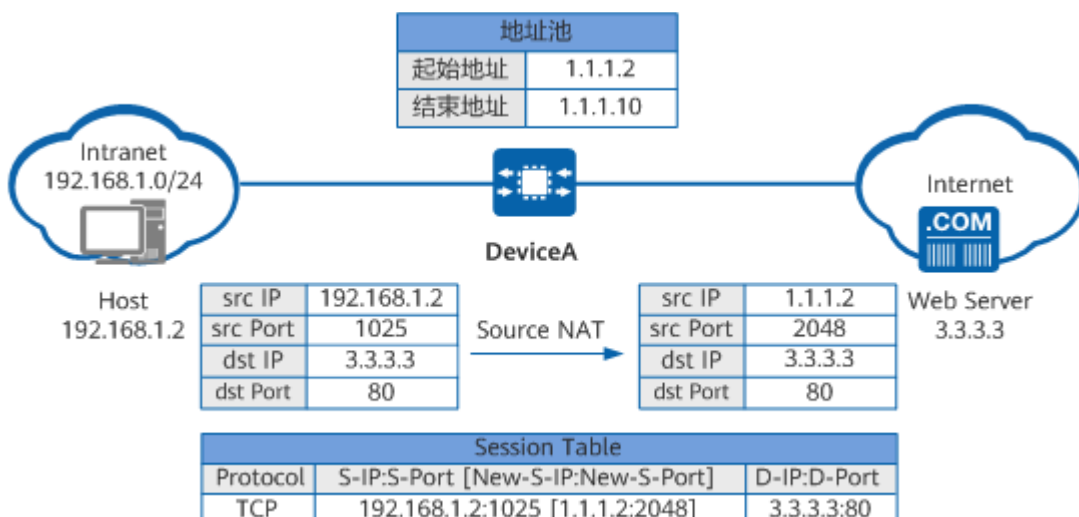 地址池
起始地址 1.1.1.2
结束地址 1.1.1.10
Intranet
192.168.1.0/24
Internet
.COM
DeviceA
Host
192.168.1.2
src IP 192.168.1.2
src Port 1025
dst IP 3.3.3.3
dst Port 80
Source NAT
src IP 1.1.1.2
src Port 2048
dst IP 3.3.3.3
dst Port 80
Web Server
3.3.3.3
Session Table
Protocol S-IP:S-Port [New-S-IP:New-S-Port] D-IP:D-Port
TCP 192.168.1.2:1025 [1.1.1.2:2048] 3.3.3.3:80